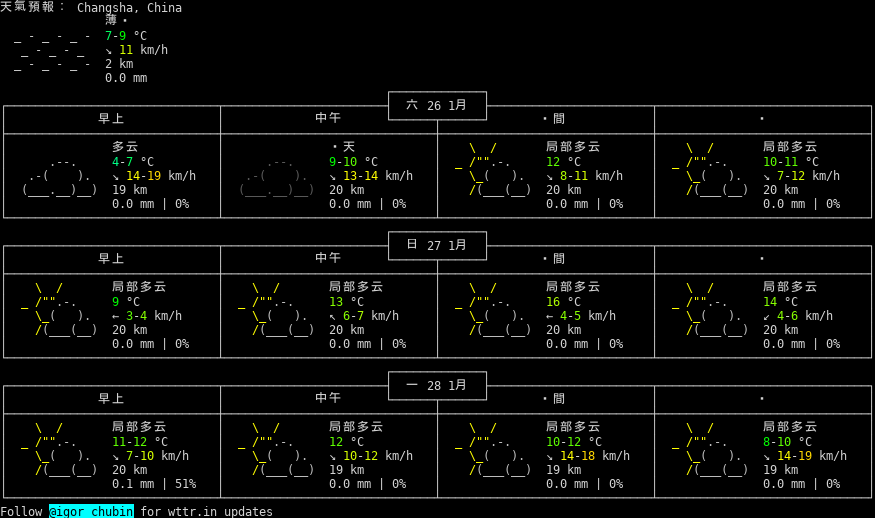 天氣預報： Changsha, China
薄
7-9 °C
↘ 11 km/h
2 km
0.0 mm
六 26 1月
早上 中午 間
多云 天 局部多云 局部多云
4-7 °C 9-10 °C 12 °C 10-11 °C
↘ 14-19 km/h ↘ 13-14 km/h ↘ 8-11 km/h ↘ 7-12 km/h
19 km 20 km 20 km 20 km
0.0 mm | 0% 0.0 mm | 0% 0.0 mm | 0% 0.0 mm | 0%
日 27 1月
早上 中午 間
局部多云 局部多云 局部多云 局部多云
9 °C 13 °C 16 °C 14 °C
← 3-4 km/h ↖ 6-7 km/h ← 4-5 km/h ↙ 4-6 km/h
20 km 20 km 20 km 20 km
0.0 mm | 0% 0.0 mm | 0% 0.0 mm | 0% 0.0 mm | 0%
一 28 1月
早上 中午 間
局部多云 局部多云 局部多云 局部多云
11-12 °C 12 °C 10-12 °C 8-10 °C
↘ 7-10 km/h ↘ 10-12 km/h ↘ 14-18 km/h ↘ 14-19 km/h
20 km 19 km 19 km 19 km
0.1 mm | 51% 0.0 mm | 0% 0.0 mm | 0% 0.0 mm | 0%
Follow @igor_chubin for wttr.in updates